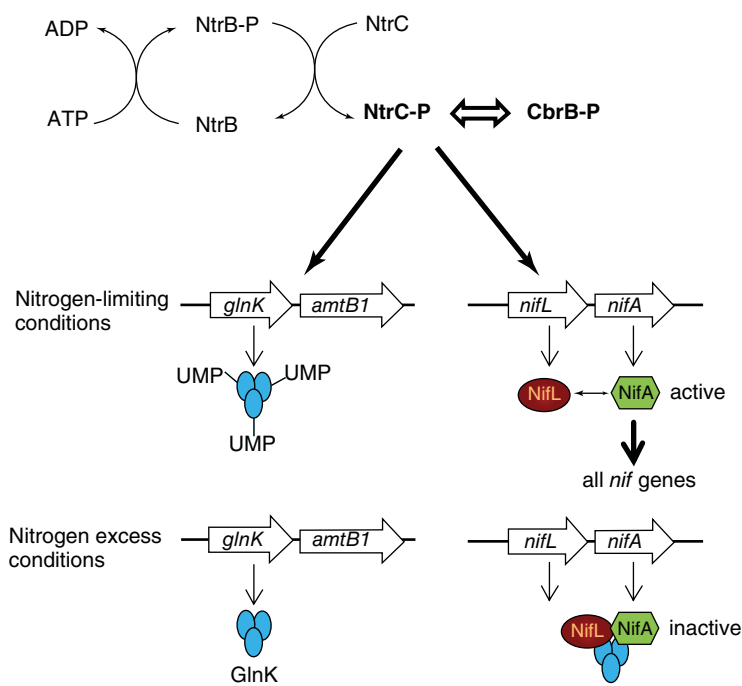 ADP
NtrB-P
NtrC
ATP
NtrB
NtrC-P
CbrB-P
Nitrogen-limiting
conditions
glnK
amtB1
nifL
nifA
UMP
UMP
UMP
NifL
NifA
active
all nif genes
Nitrogen excess
conditions
glnK
amtB1
nifL
nifA
GlnK
NifL
NifA
inactive